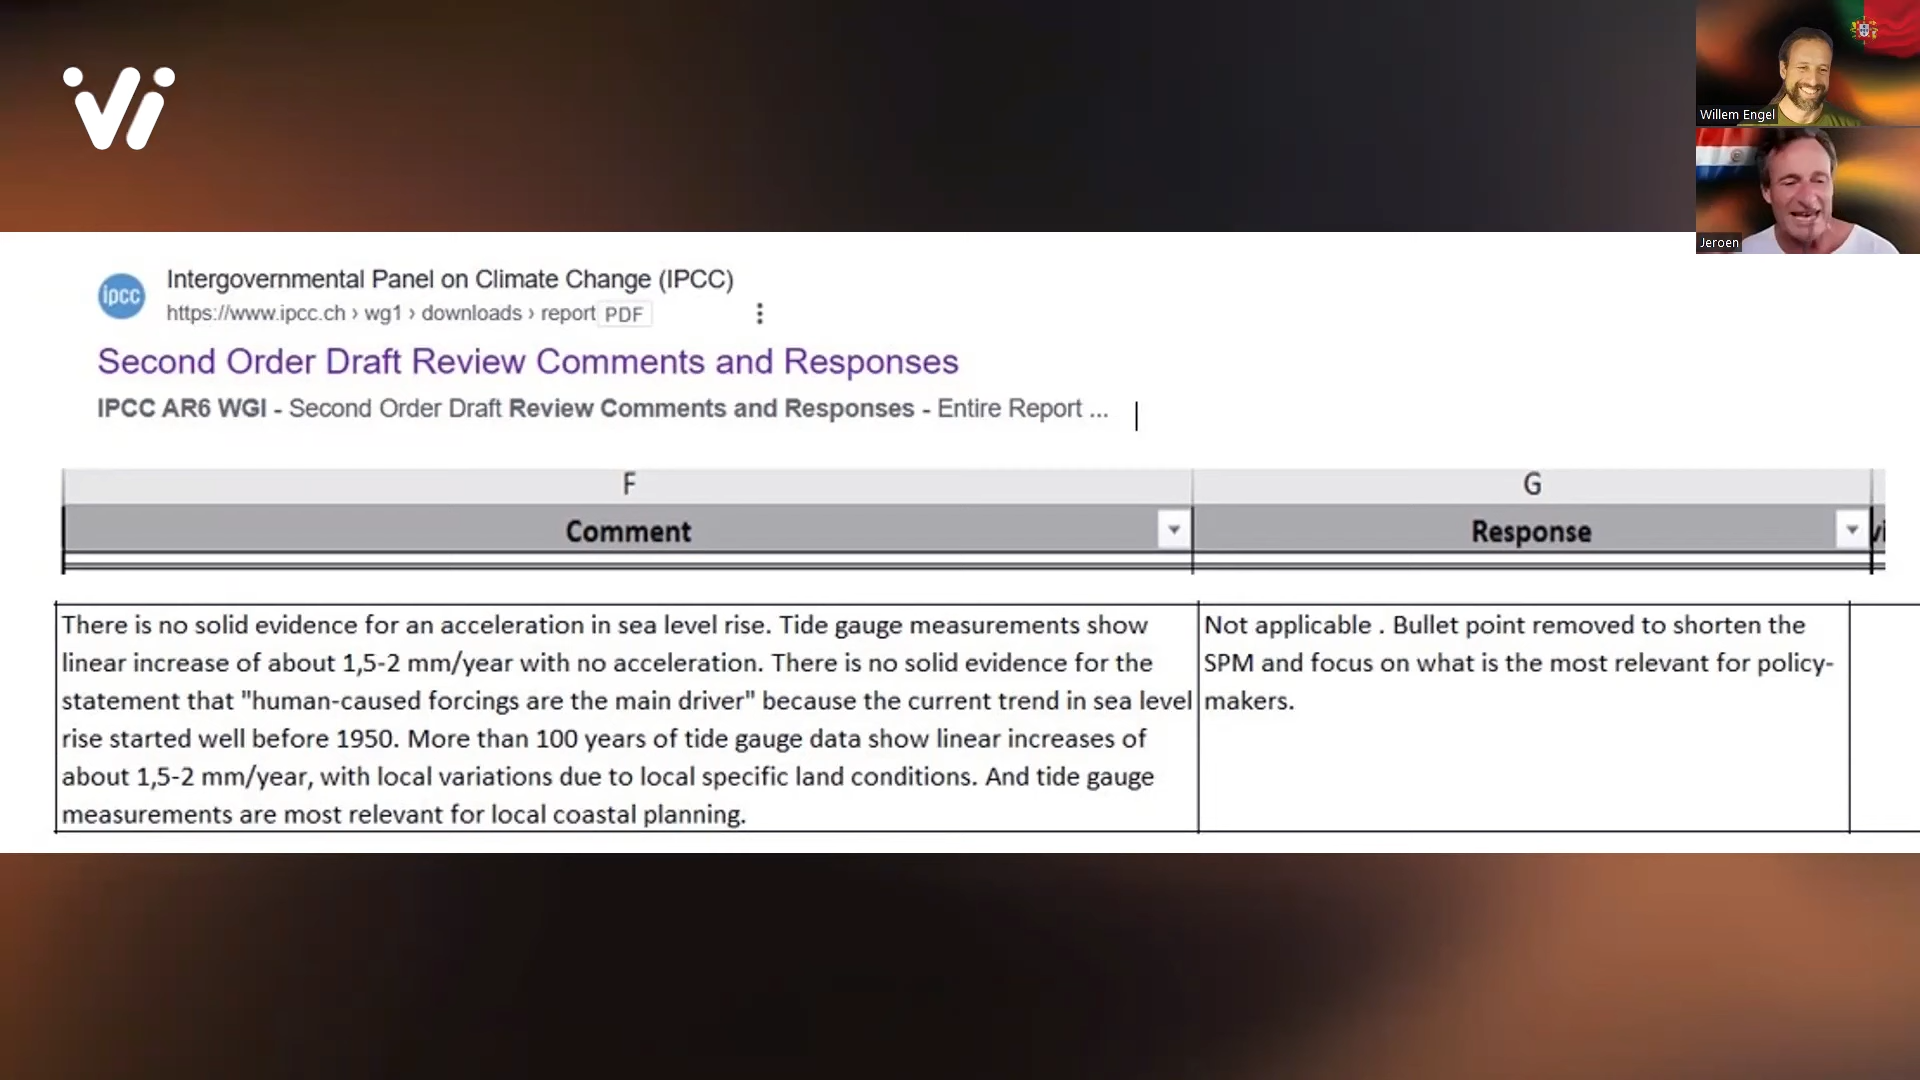 Vi
Willem Engel
Jeroen
ipcc
Intergovernmental Panel on Climate Change (IPCC)
https://www.ipcc.ch › wg1 › downloads › report PDF
Second Order Draft Review Comments and Responses
IPCC AR6 WGI - Second Order Draft Review Comments and Responses - Entire Report ...
F G
Comment Response
There is no solid evidence for an acceleration in sea level rise. Tide gauge measurements show
linear increase of about 1,5-2 mm/year with no acceleration. There is no solid evidence for the
statement that "human-caused forcings are the main driver" because the current trend in sea level
rise started well before 1950. More than 100 years of tide gauge data show linear increases of
about 1,5-2 mm/year, with local variations due to local specific land conditions. And tide gauge
measurements are most relevant for local coastal planning.
Not applicable . Bullet point removed to shorten the
SPM and focus on what is the most relevant for policy-
makers.